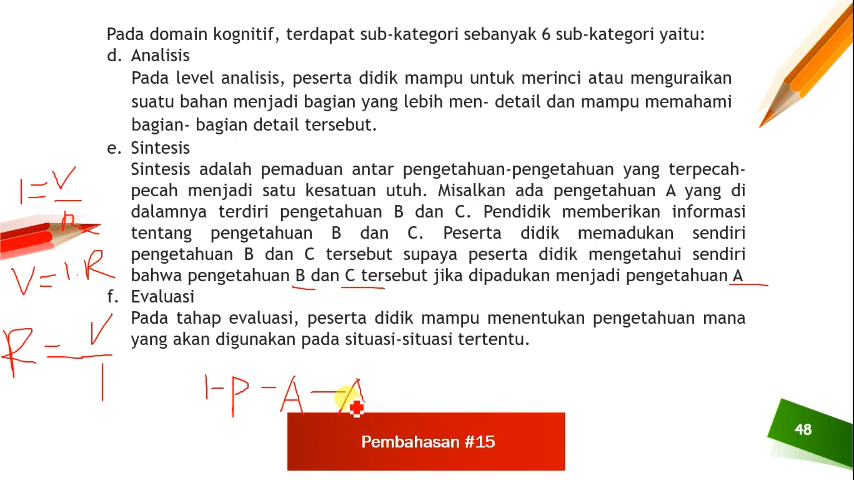 Pada domain kognitif, terdapat sub-kategori sebanyak 6 sub-kategori yaitu:
d. Analisis
Pada level analisis, peserta didik mampu untuk merinci atau menguraikan
suatu bahan menjadi bagian yang lebih men- detail dan mampu memahami
bagian- bagian detail tersebut.
e. Sintesis
Sintesis adalah pemaduan antar pengetahuan-pengetahuan yang terpecah-
pecah menjadi satu kesatuan utuh. Misalkan ada pengetahuan A yang di
dalamnya terdiri pengetahuan B dan C. Pendidik memberikan informasi
tentang pengetahuan B dan C. Peserta didik memadukan sendiri
pengetahuan B dan C tersebut supaya peserta didik mengetahui sendiri
bahwa pengetahuan B dan C tersebut jika dipadukan menjadi pengetahuan A
f. Evaluasi
Pada tahap evaluasi, peserta didik mampu menentukan pengetahuan mana
yang akan digunakan pada situasi-situasi tertentu.
I = V
R
V = I . R
R = V
I
I - P - A - A
Pembahasan #15
48